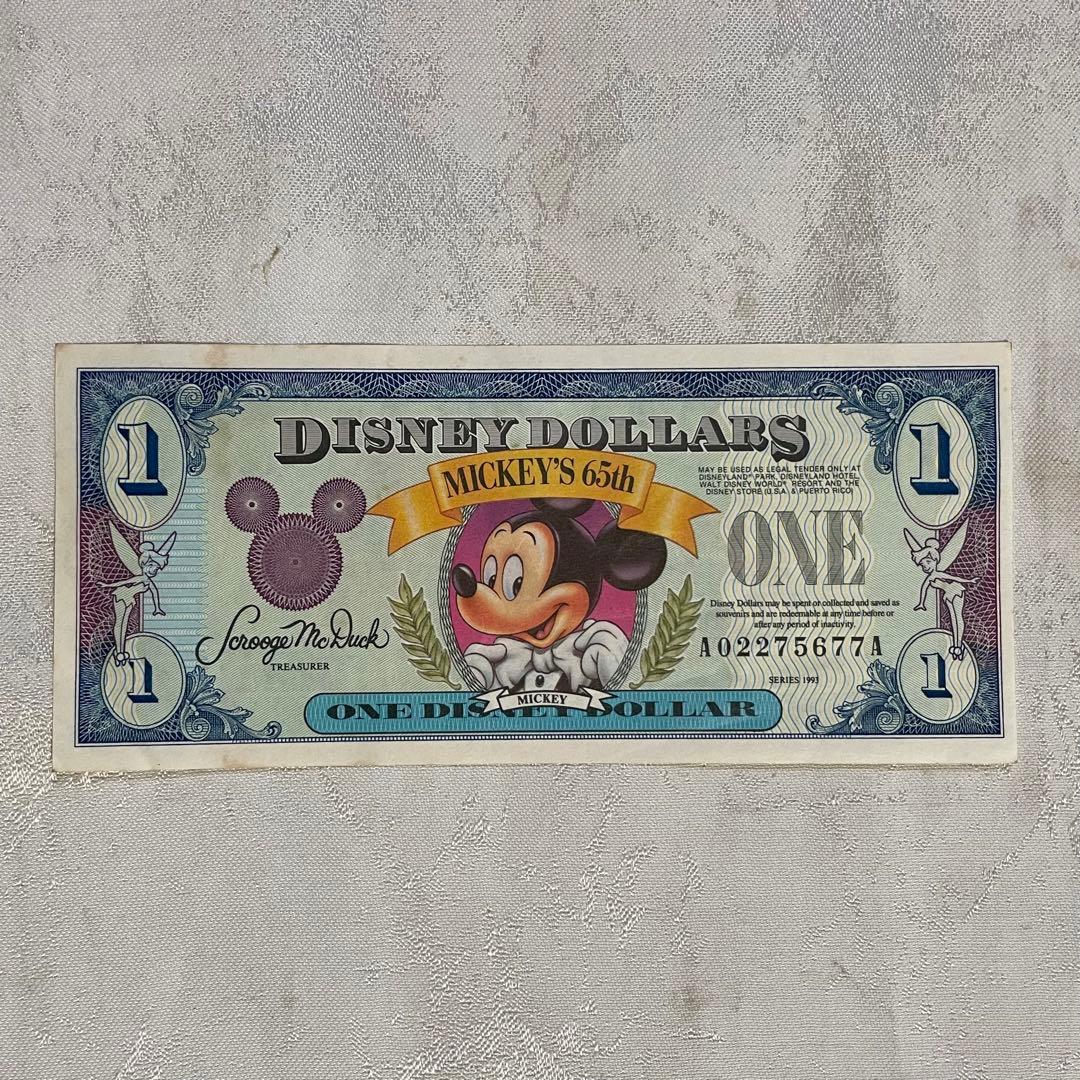 1
1
DISNEY DOLLARS
MICKEY'S 65th
MAY BE USED AS LEGAL TENDER ONLY AT
DISNEYLAND® PARK, DISNEYLAND HOTEL
WALT DISNEY WORLD® RESORT AND THE
DISNEY STORE (U.S.A. & PUERTO RICO)
ONE
Disney Dollars may be spent or collected and saved as
souvenirs and are redeemable at any time before or
after any period of inactivity.
Scrooge McDuck
TREASURER
A02275677A
SERIES 1993
MICKEY
ONE DISNEY DOLLAR
1
1